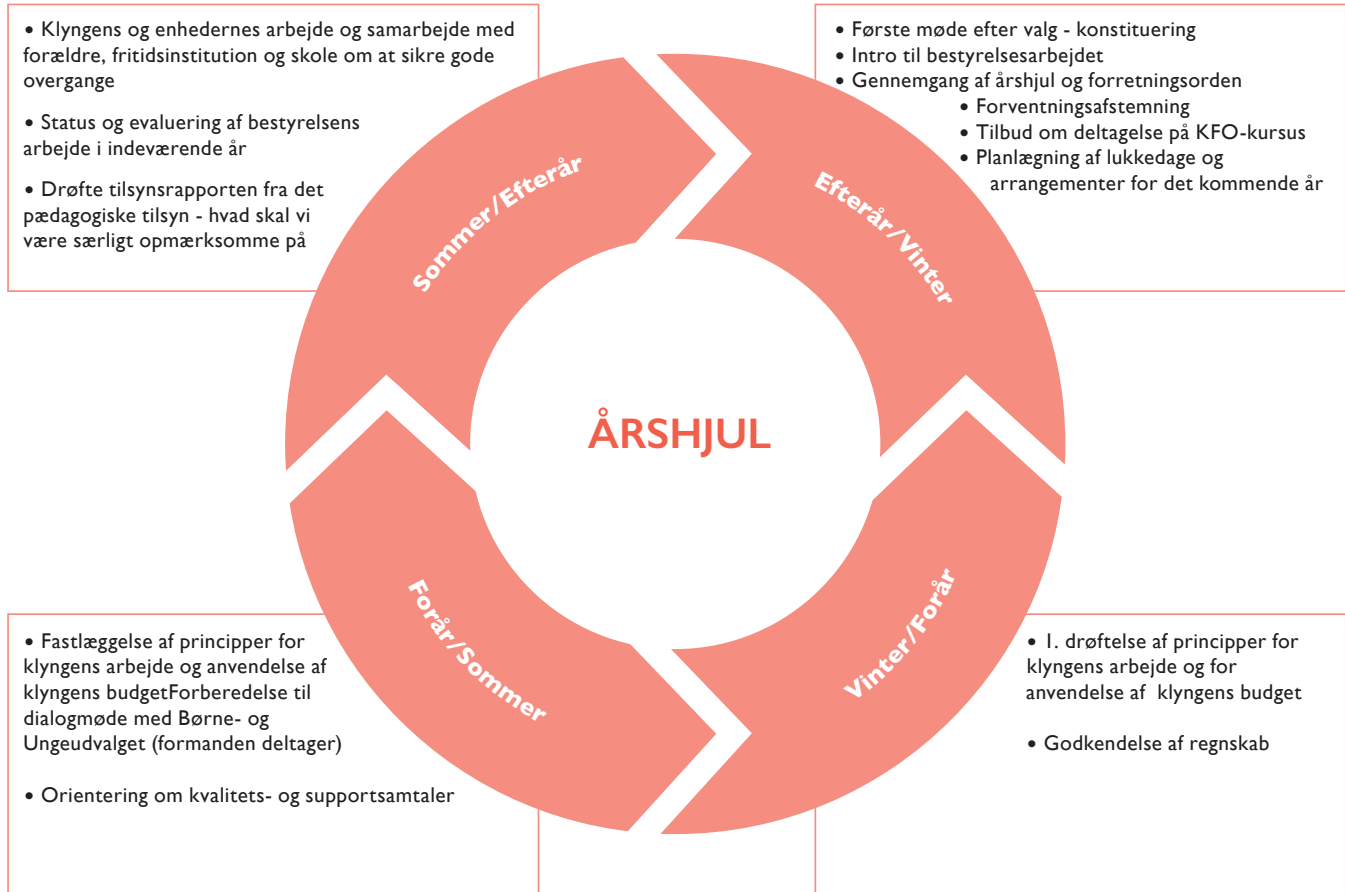 • Klyngens og enhedernes arbejde og samarbejde med
forældre, fritidsinstitution og skole om at sikre gode
overgange
• Status og evaluering af bestyrelsens
arbejde i indeværende år
• Drøfte tilsynsrapporten fra det
pædagogiske tilsyn - hvad skal vi
være særligt opmærksomme på
• Første møde efter valg - konstituering
• Intro til bestyrelsesarbejdet
• Gennemgang af årshjul og forretningsorden
• Forventningsafstemning
• Tilbud om deltagelse på KFO-kursus
• Planlægning af lukkedage og
arrangementer for det kommende år
Sommer/Efterår
Efterår/Vinter
ÅRSHJUL
Forår/Sommer
Vinter/Forår
• Fastlæggelse af principper for
klyngens arbejde og anvendelse af
klyngens budgetForberedelse til
dialogmøde med Børne- og
Ungeudvalget (formanden deltager)
• Orientering om kvalitets- og supportsamtaler
• 1. drøftelse af principper for
klyngens arbejde og for
anvendelse af klyngens budget
• Godkendelse af regnskab